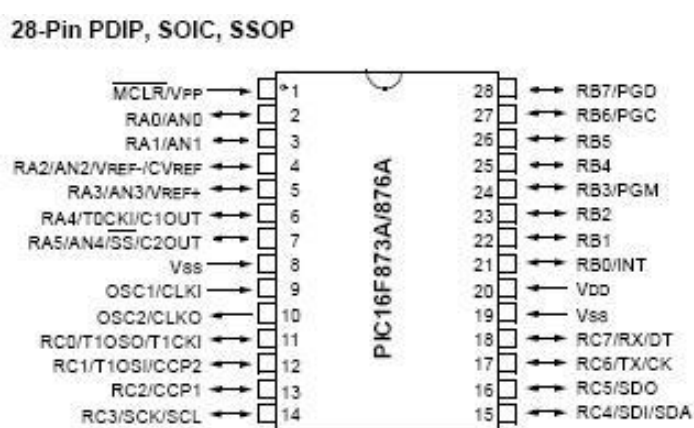 28-Pin PDIP, SOIC, SSOP
MCLR/VPP 1 28 RB7/PGD
RA0/AN0 2 27 RB6/PGC
RA1/AN1 3 26 RB5
RA2/AN2/VREF-/CVREF 4 25 RB4
RA3/AN3/VREF+ 5 24 RB3/PGM
RA4/T0CKI/C1OUT 6 23 RB2
RA5/AN4/SS/C2OUT 7 22 RB1
VSS 8 21 RB0/INT
OSC1/CLKI 9 20 VDD
OSC2/CLKO 10 19 VSS
RC0/T1OSO/T1CKI 11 18 RC7/RX/DT
RC1/T1OSI/CCP2 12 17 RC6/TX/CK
RC2/CCP1 13 16 RC5/SDO
RC3/SCK/SCL 14 15 RC4/SDI/SDA
PIC16F873A/876A